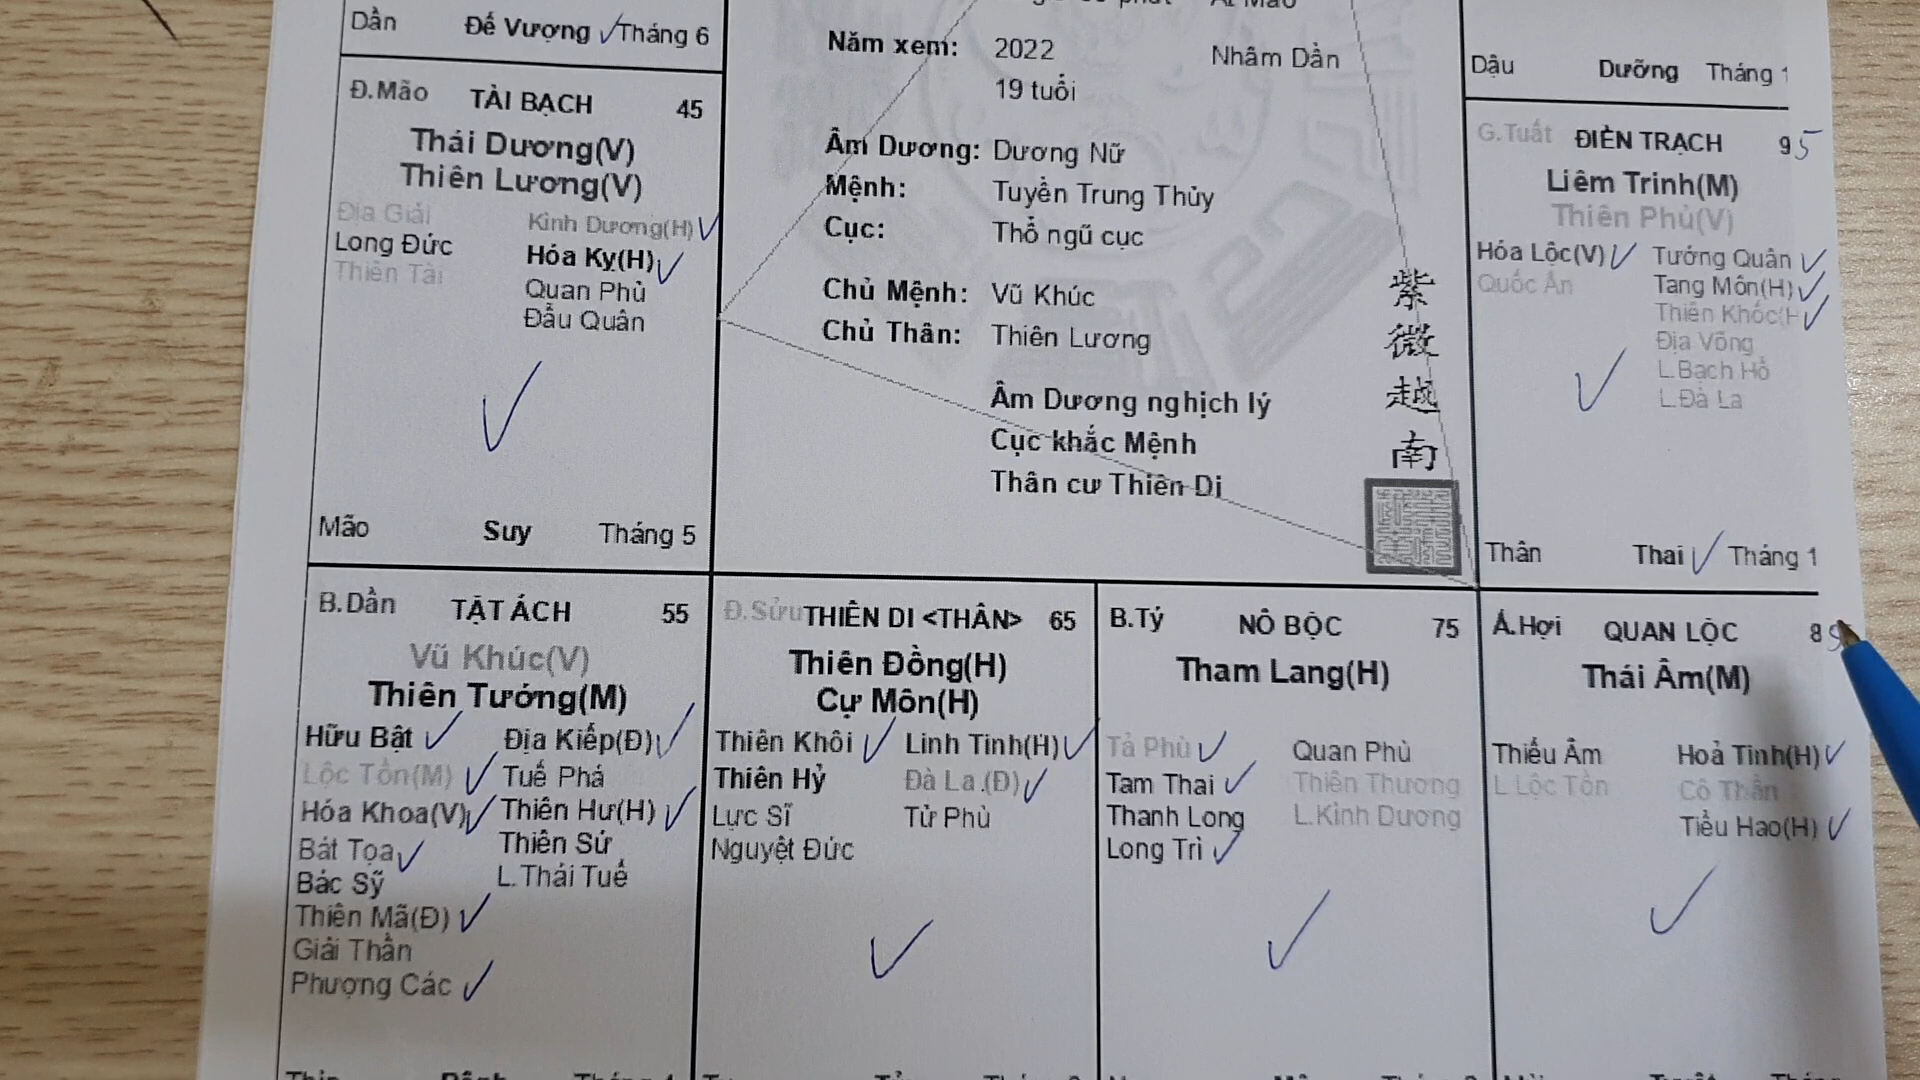 Dần Đế Vượng Tháng 6
Đ.Mão TÀI BẠCH 45
Thái Dương(V)
Thiên Lương(V)
Địa Giải Kình Dương(H)
Long Đức Hóa Kỵ(H)
Thiên Tài Quan Phủ
Đẩu Quân
Mão Suy Tháng 5
Năm xem: 2022 Nhâm Dần
19 tuổi
Âm Dương: Dương Nữ
Mệnh: Tuyền Trung Thủy
Cục: Thổ ngũ cục
Chủ Mệnh: Vũ Khúc
Chủ Thân: Thiên Lương
Âm Dương nghịch lý
Cục khắc Mệnh
Thân cư Thiên Di
紫
微
越
南
Dậu Dưỡng Tháng 1
G.Tuất ĐIỀN TRẠCH 95
Liêm Trinh(M)
Thiên Phủ(V)
Hóa Lộc(V) Tướng Quân
Quốc Ấn Tang Môn(H)
Thiên Khốc(H
Địa Võng
L.Bạch Hổ
L.Đà La
Thân Thai Tháng 1
B.Dần TẬT ÁCH 55
Vũ Khúc(V)
Thiên Tướng(M)
Hữu Bật Địa Kiếp(Đ)
Lộc Tồn(M) Tuế Phá
Hóa Khoa(V) Thiên Hư(H)
Bát Tọa Thiên Sứ
Bác Sỹ L.Thái Tuế
Thiên Mã(Đ)
Giải Thần
Phượng Các
Đ.Sửu THIÊN DI <THÂN> 65
Thiên Đồng(H)
Cự Môn(H)
Thiên Khôi Linh Tinh(H)
Thiên Hỷ Đà La.(Đ)
Lực Sĩ Tử Phù
Nguyệt Đức
B.Tý NÔ BỘC 75
Tham Lang(H)
Tả Phù Quan Phủ
Tam Thai Thiên Thương
Thanh Long L.Kình Dương
Long Trì
Ấ.Hợi QUAN LỘC 85
Thái Âm(M)
Thiếu Âm Hoả Tinh(H)
L.Lộc Tồn Cô Thần
Tiểu Hao(H)